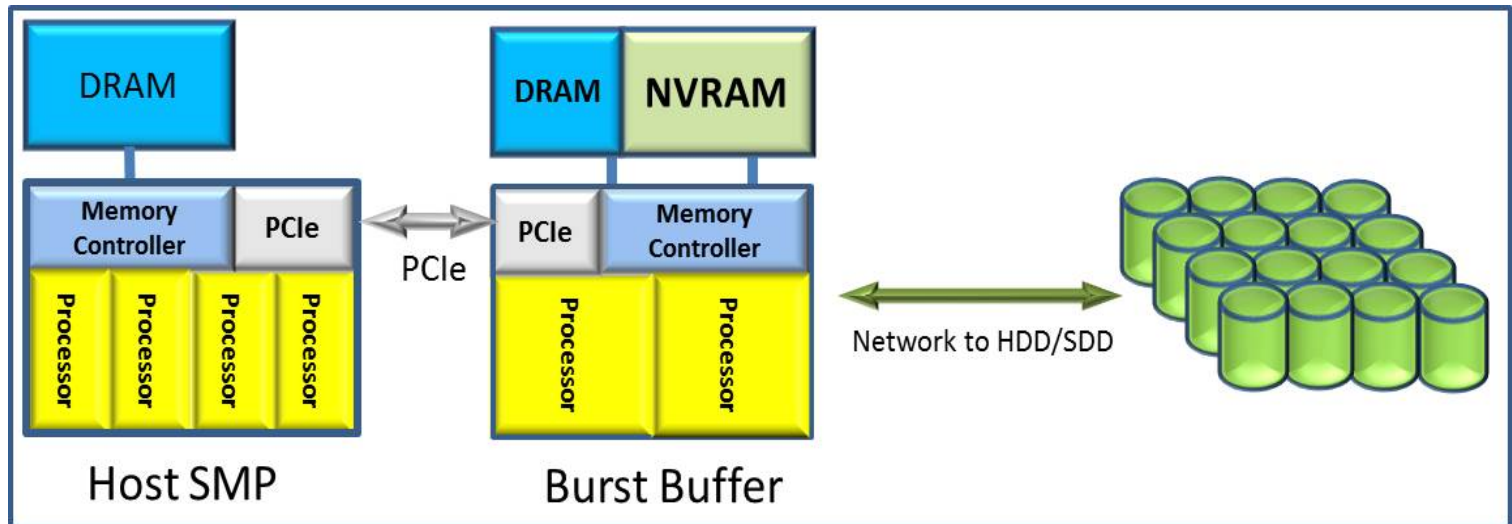 DRAM
Memory
Controller
PCIe
Processor
Processor
Processor
Processor
Host SMP
PCIe
DRAM
NVRAM
PCIe
Memory
Controller
Processor
Processor
Burst Buffer
Network to HDD/SDD